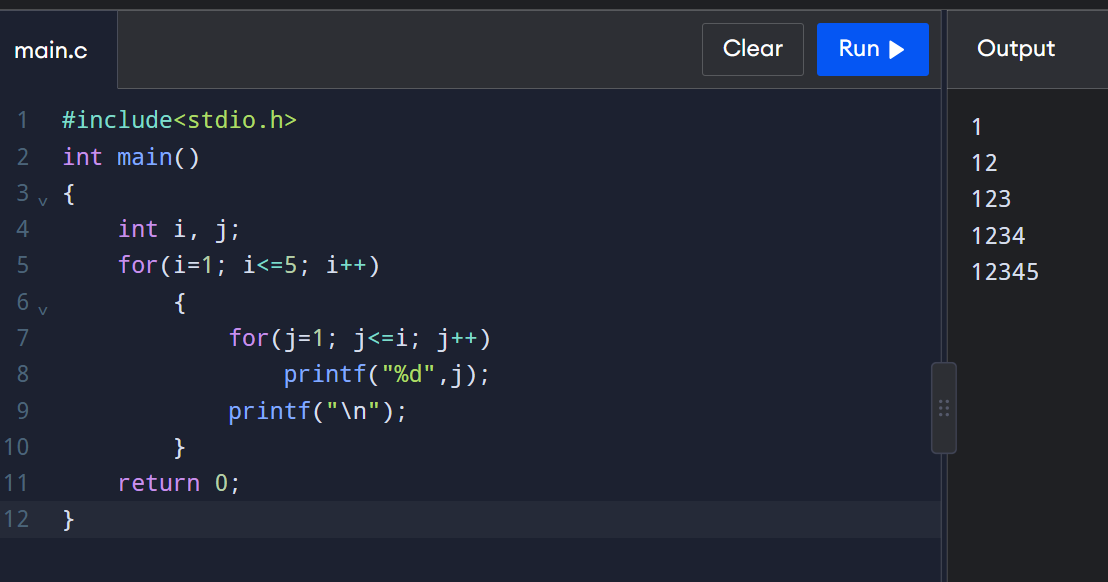 main.c
Clear
Run
Output
1 #include<stdio.h>
2 int main()
3 {
4     int i, j;
5     for(i=1; i<=5; i++)
6         {
7             for(j=1; j<=i; j++)
8                 printf("%d",j);
9             printf("\n");
10         }
11     return 0;
12 }
1
12
123
1234
12345